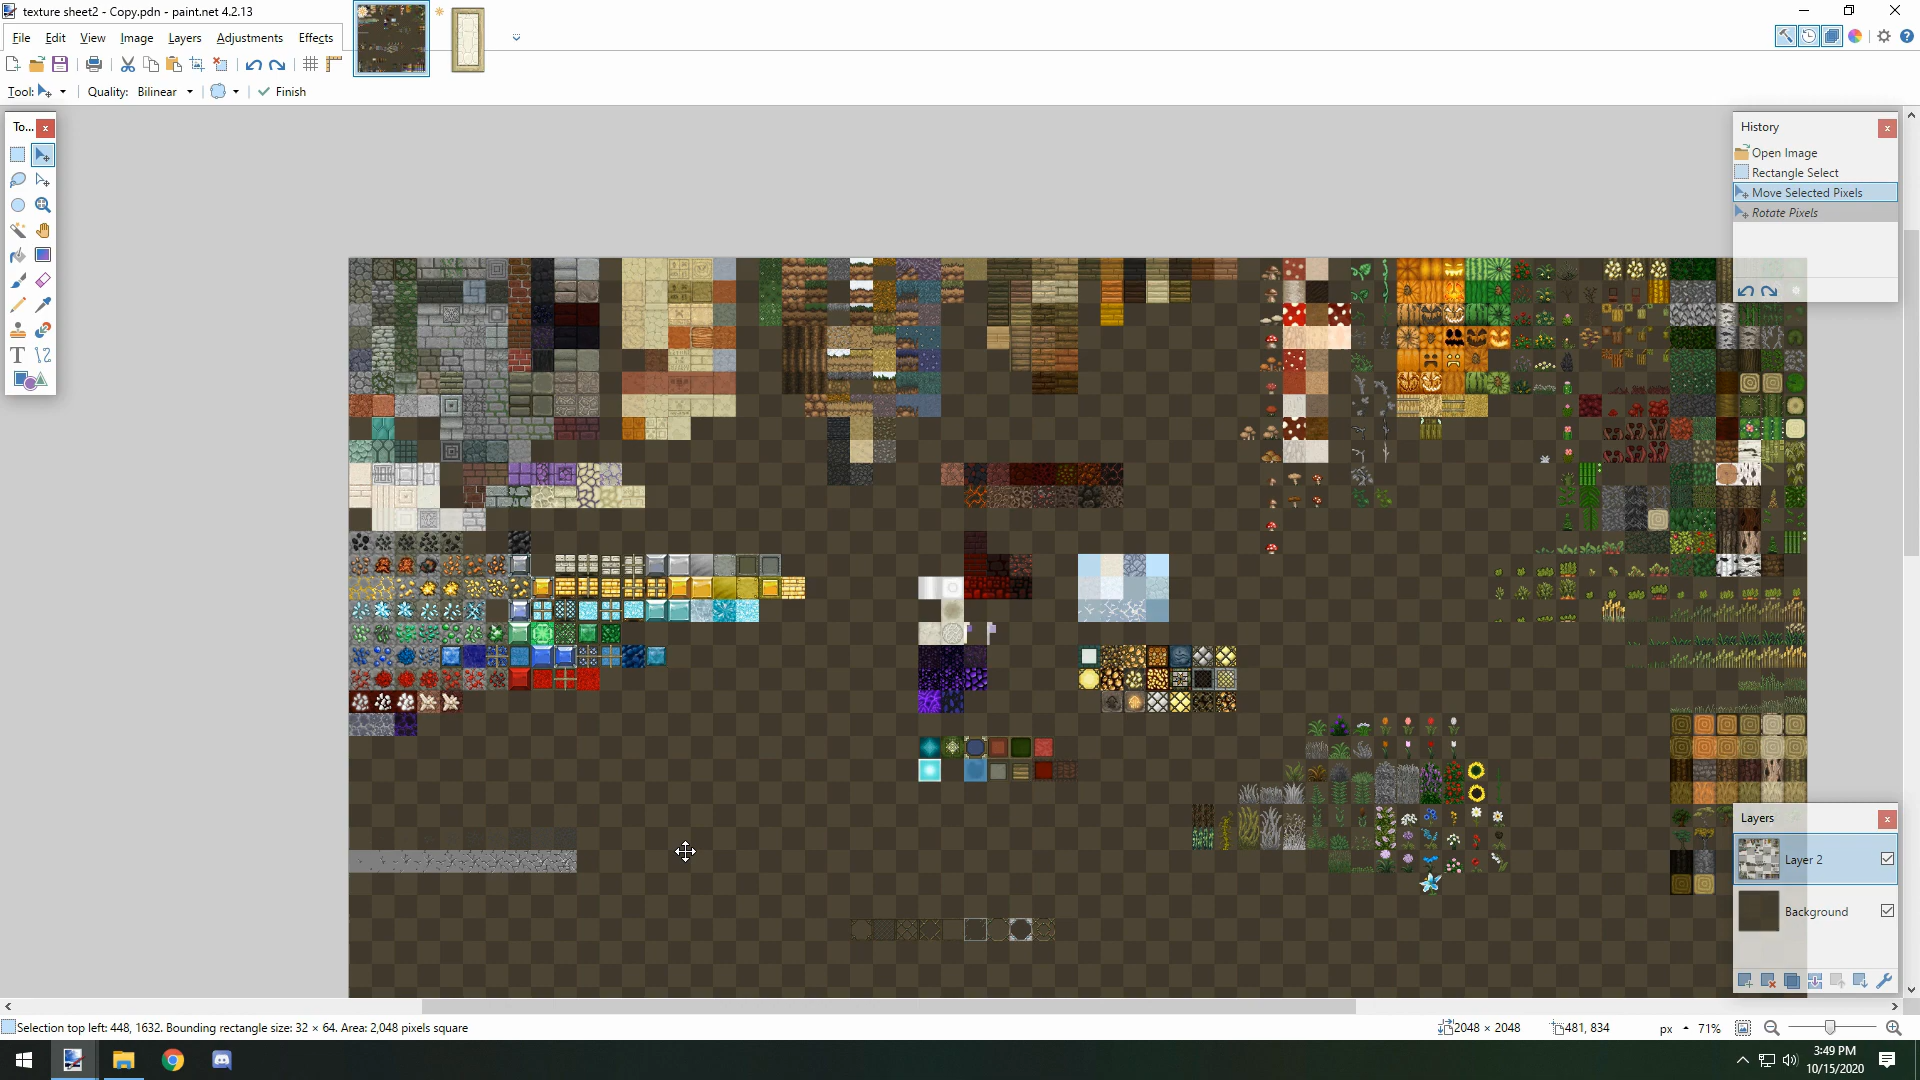 texture sheet2 - Copy.pdn - paint.net 4.2.13
File Edit View Image Layers Adjustments Effects
Tool: Quality: Bilinear Finish
To...
History
Open Image
Rectangle Select
Move Selected Pixels
Rotate Pixels
Layers
Layer 2
Background
Selection top left: 448, 1632. Bounding rectangle size: 32 × 64. Area: 2,048 pixels square
2048 × 2048
481, 834
px
71%
3:49 PM
10/15/2020